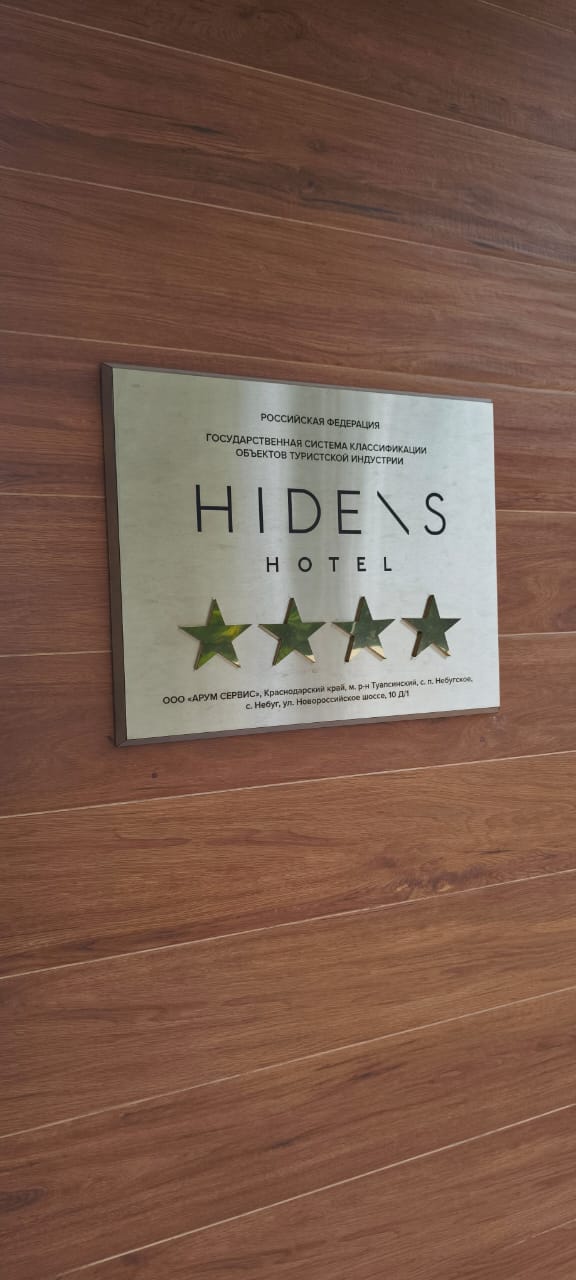 РОССИЙСКАЯ ФЕДЕРАЦИЯ
ГОСУДАРСТВЕННАЯ СИСТЕМА КЛАССИФИКАЦИИ
ОБЪЕКТОВ ТУРИСТСКОЙ ИНДУСТРИИ
HIDE\S
HOTEL
ООО «АРУМ СЕРВИС», Краснодарский край, м. р-н Туапсинский, с. п. Небугское,
с. Небуг, ул. Новороссийское шоссе, 10 Д/1